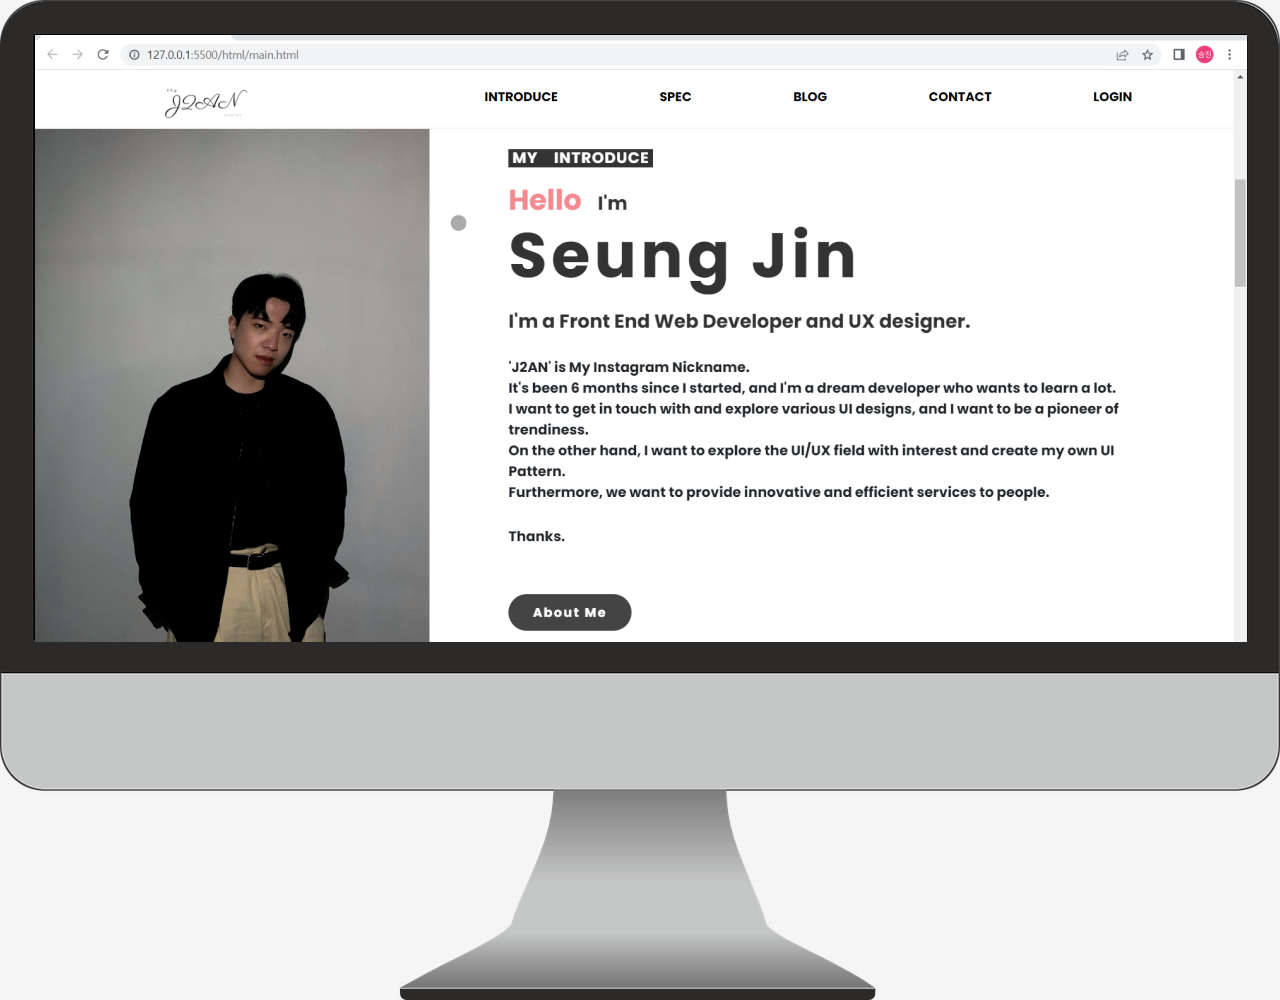 127.0.0.1:5500/html/main.html
승진
the
J2AN
INTRODUCE SPEC BLOG CONTACT LOGIN
MY INTRODUCE
Hello I'm
Seung Jin
I'm a Front End Web Developer and UX designer.
'J2AN' is My Instagram Nickname.
It's been 6 months since I started, and I'm a dream developer who wants to learn a lot.
I want to get in touch with and explore various UI designs, and I want to be a pioneer of
trendiness.
On the other hand, I want to explore the UI/UX field with interest and create my own UI
Pattern.
Furthermore, we want to provide innovative and efficient services to people.
Thanks.
About Me